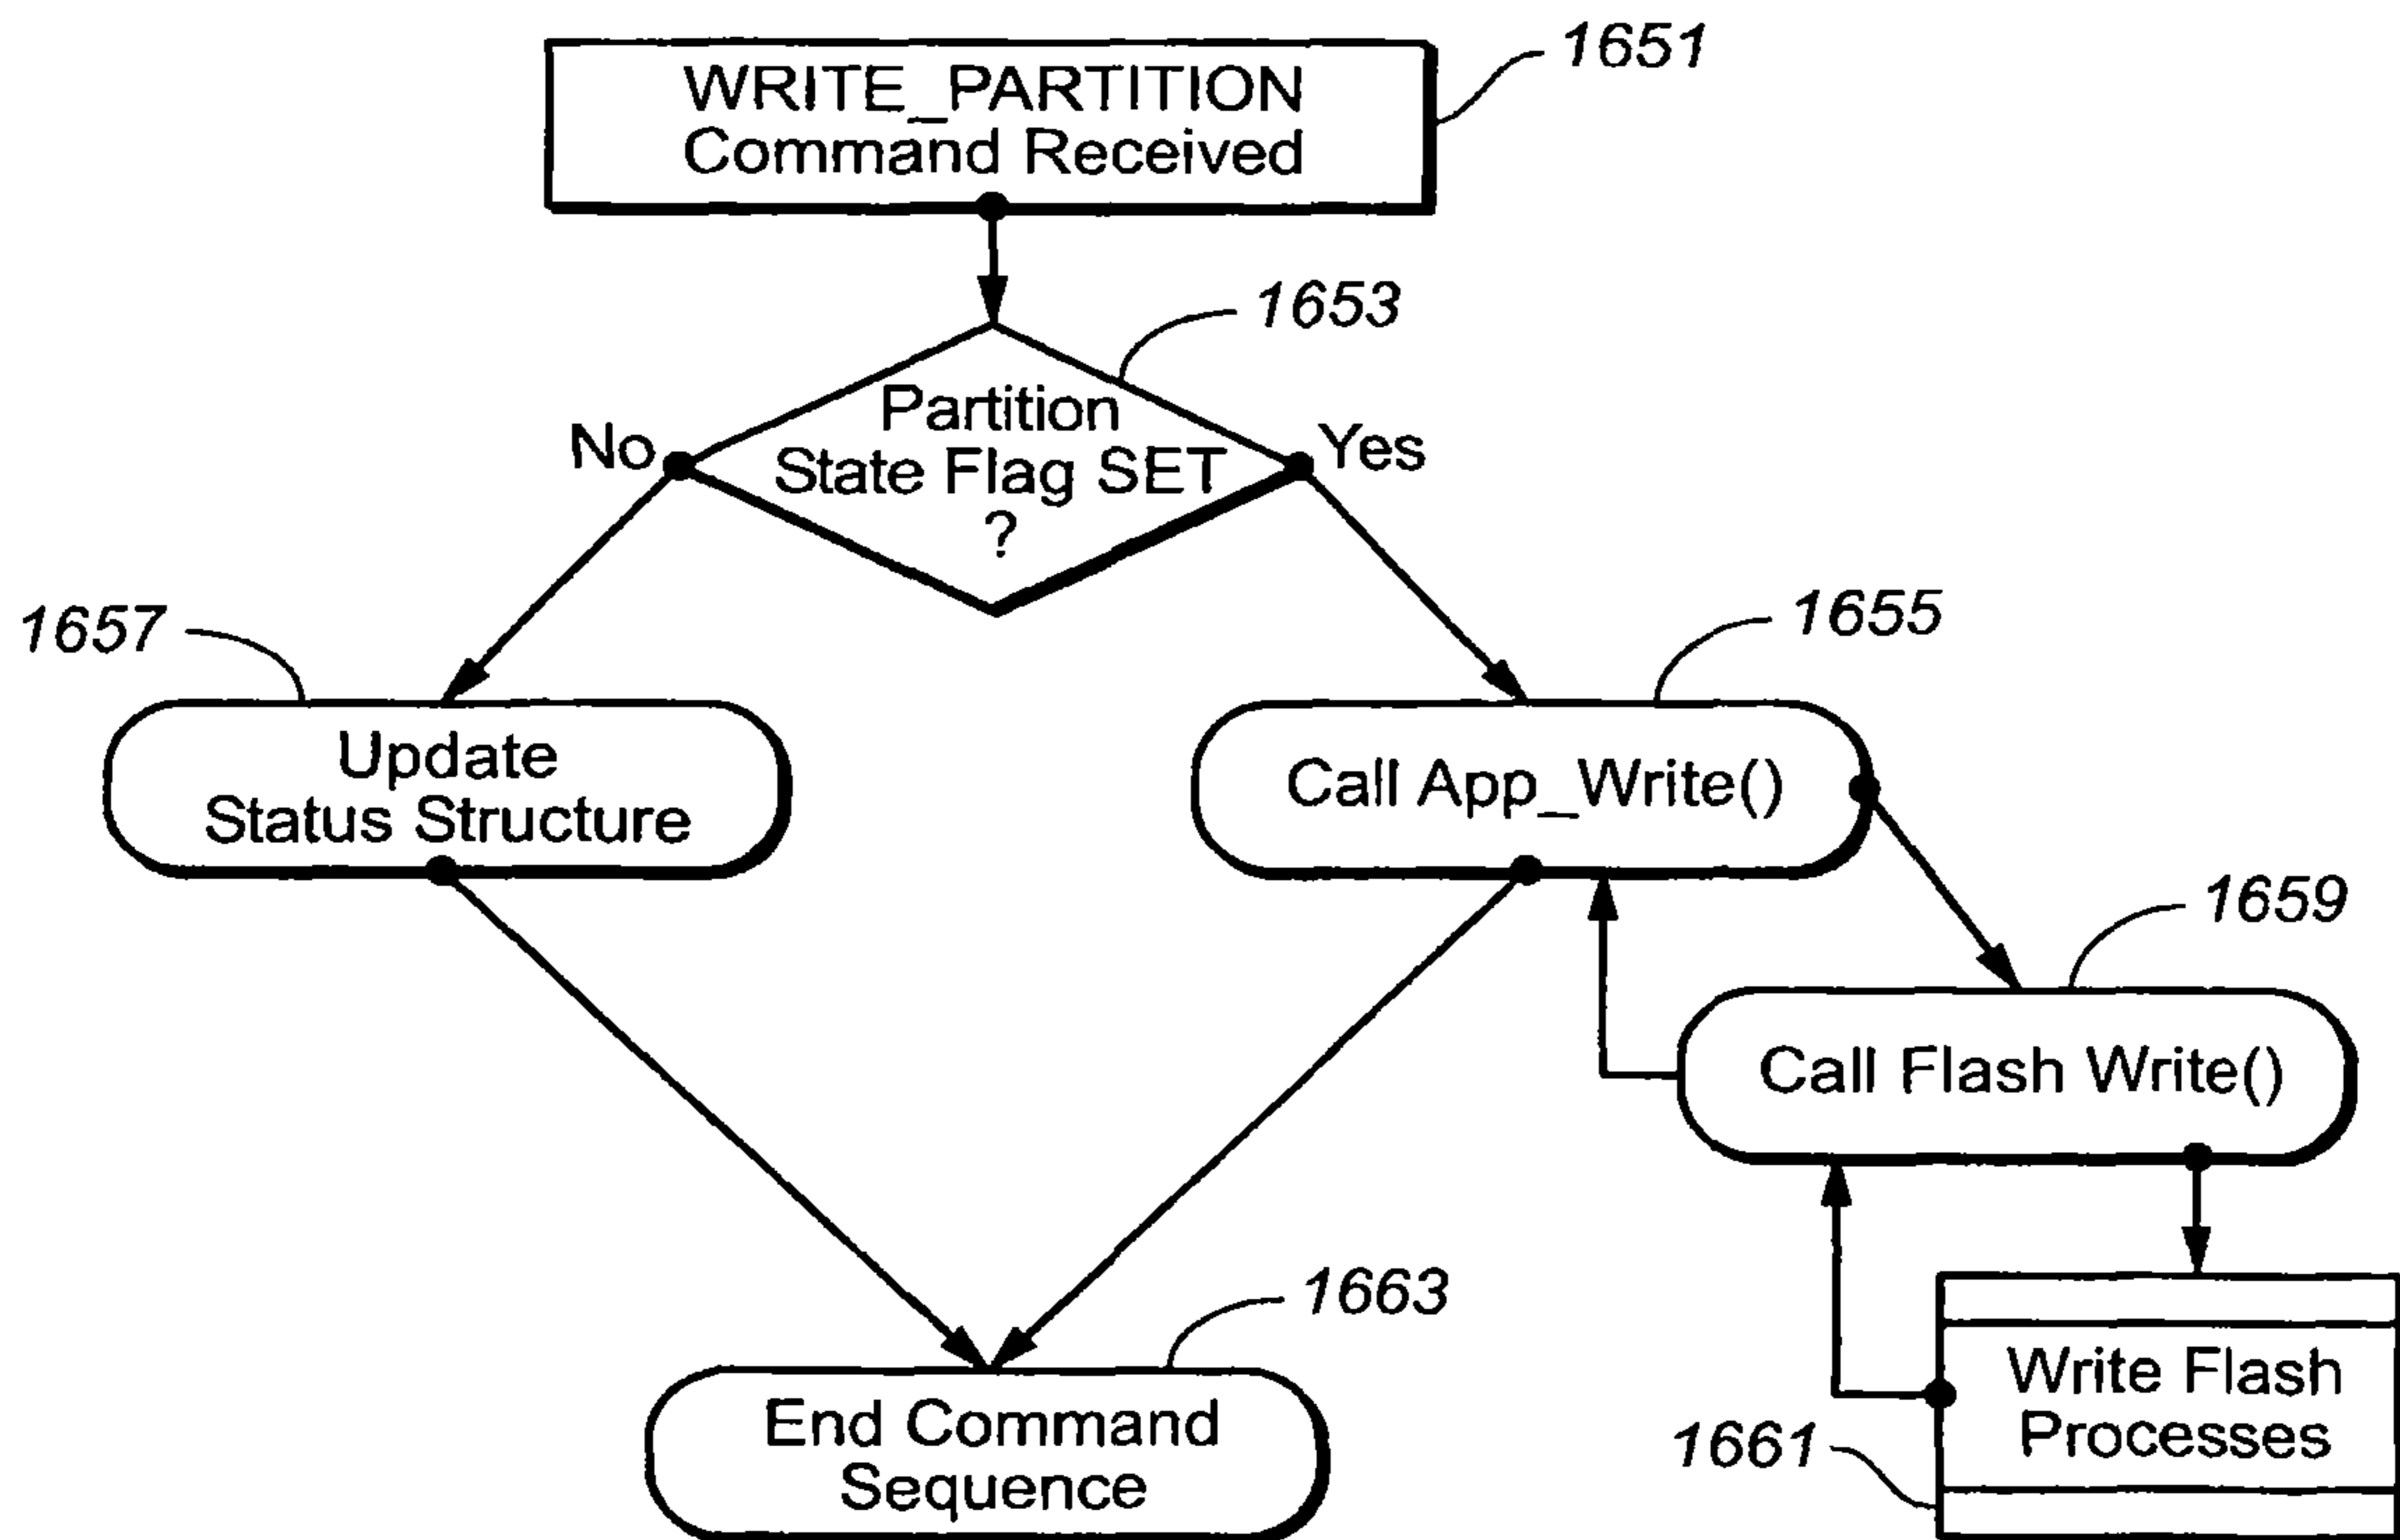 1651
WRITE_PARTITION
Command Received
1653
Partition
State Flag SET
?
No
Yes
1657
1655
Update
Status Structure
Call App_Write()
1659
Call Flash Write()
1663
Write Flash
Processes
1661
End Command
Sequence